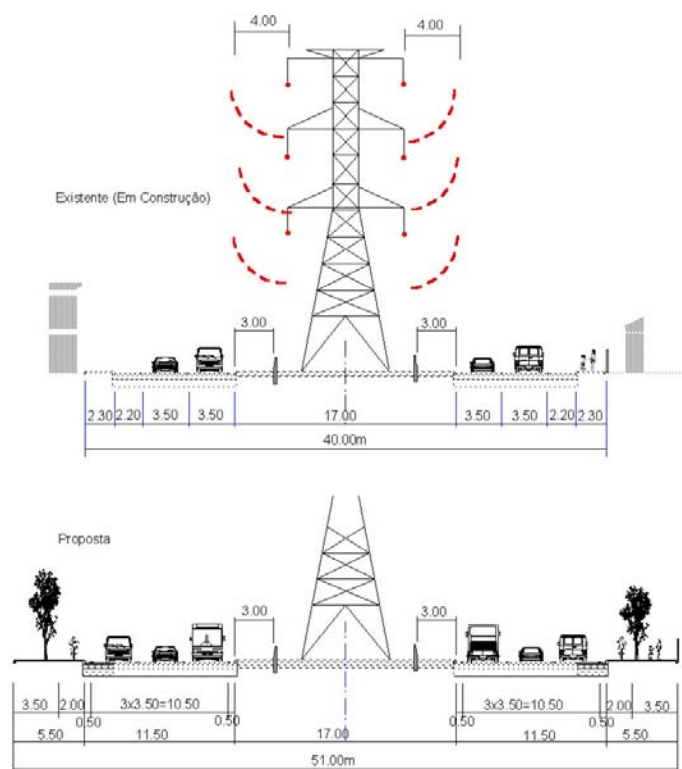 4.00 4.00
Existente (Em Construção)
3.00 3.00
2.30 2.20 3.50 3.50 17.00 3.50 3.50 2.20 2.30
40.00m
Proposta
3.00 3.00
3.50 2.00 3x3.50=10.50 3x3.50=10.50 2.00 3.50
0.50 0.50 0.50 0.50
5.50 11.50 17.00 11.50 5.50
51.00m